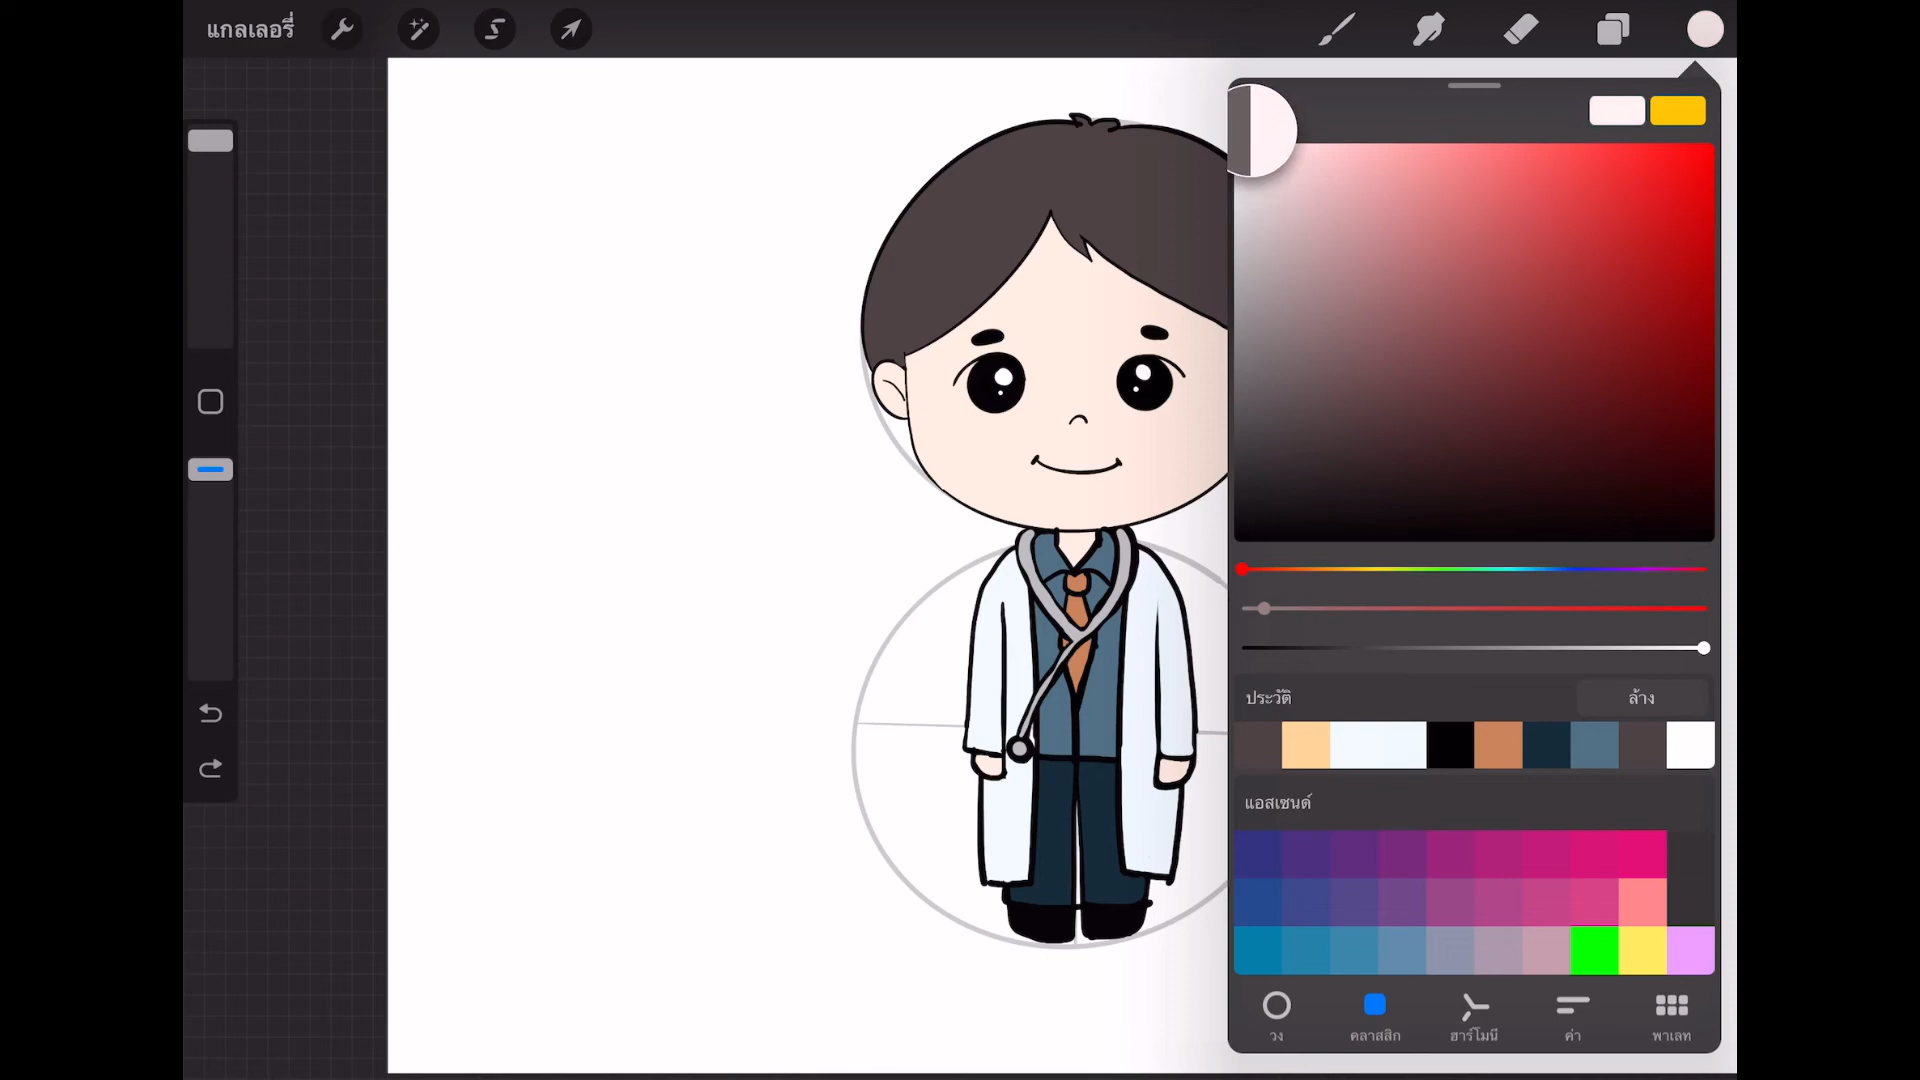 แกลเลอรี่
ประวัติ
ล้าง
แอสเซนด์
วง
คลาสสิก
ฮาร์โมนี
ค่า
พาเลท